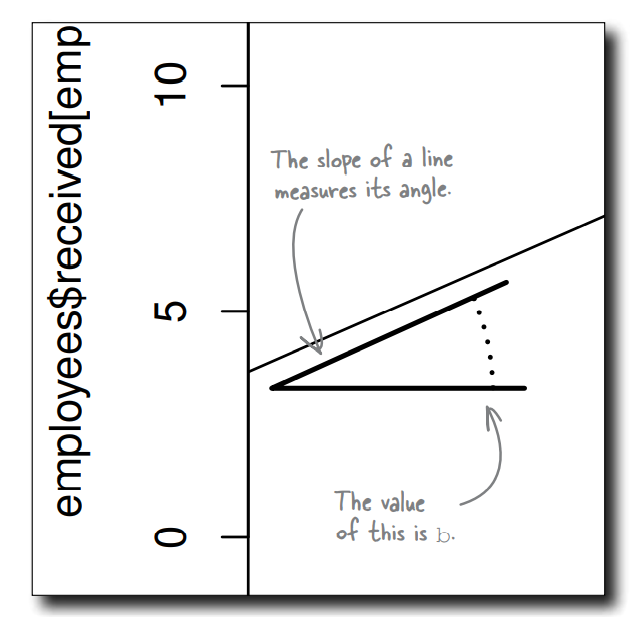 employees$received[emp
10
5
0
The slope of a line
measures its angle.
The value
of this is b.